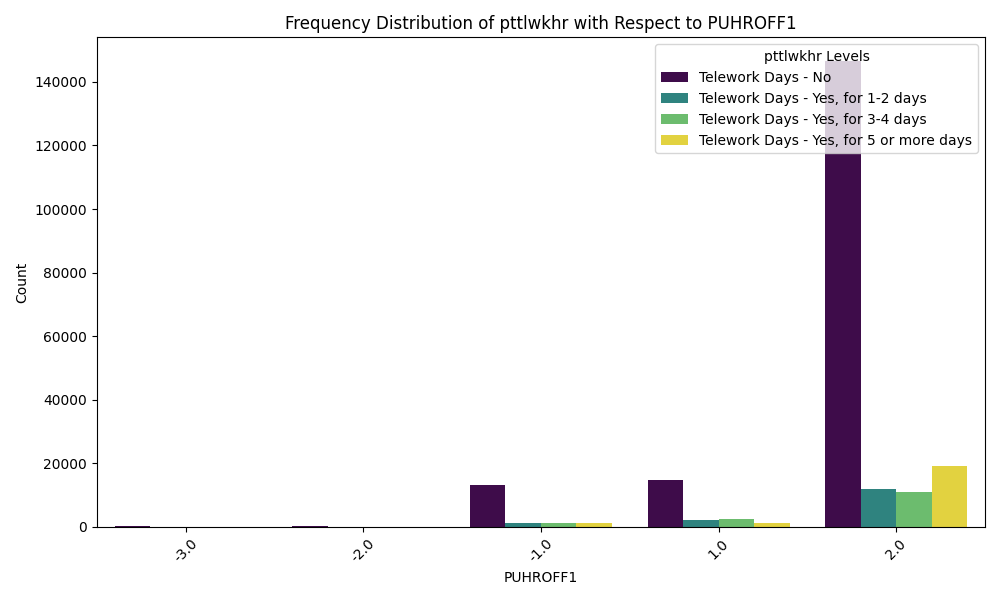 Frequency Distribution of pttlwkhr with Respect to PUHROFF1
pttlwkhr Levels
Telework Days - No
Telework Days - Yes, for 1-2 days
Telework Days - Yes, for 3-4 days
Telework Days - Yes, for 5 or more days
Count
140000
120000
100000
80000
60000
40000
20000
0
-3.0
-2.0
-1.0
1.0
2.0
PUHROFF1